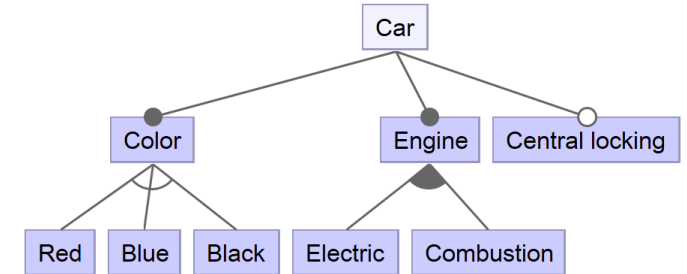 Car
Color
Engine
Central locking
Red
Blue
Black
Electric
Combustion